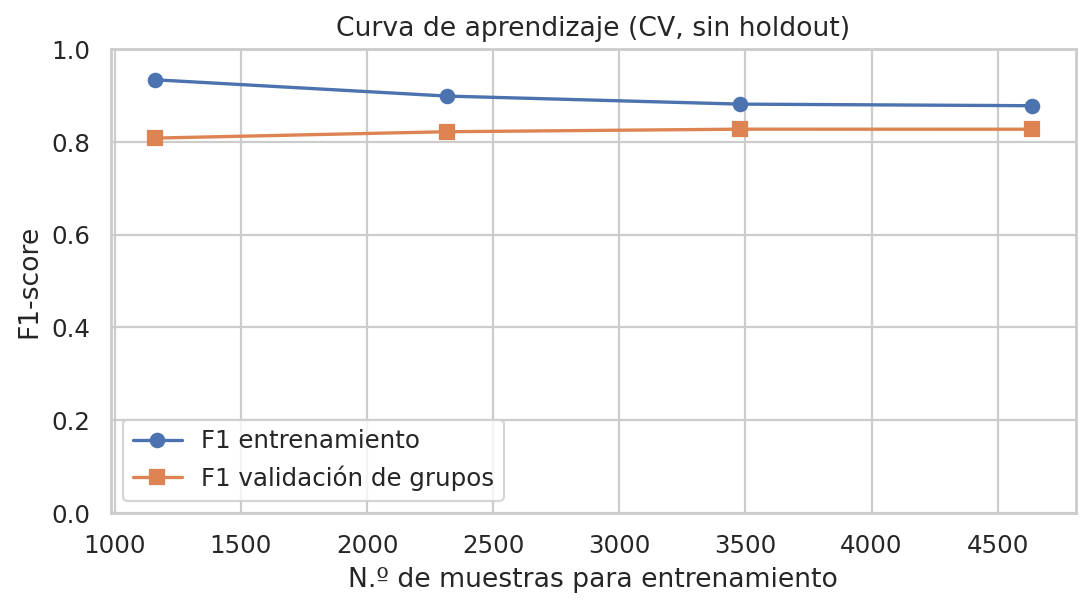 Curva de aprendizaje (CV, sin holdout)
1.0
0.8
0.6
0.4
0.2
0.0
F1-score
F1 entrenamiento
F1 validación de grupos
1000 1500 2000 2500 3000 3500 4000 4500
N.º de muestras para entrenamiento